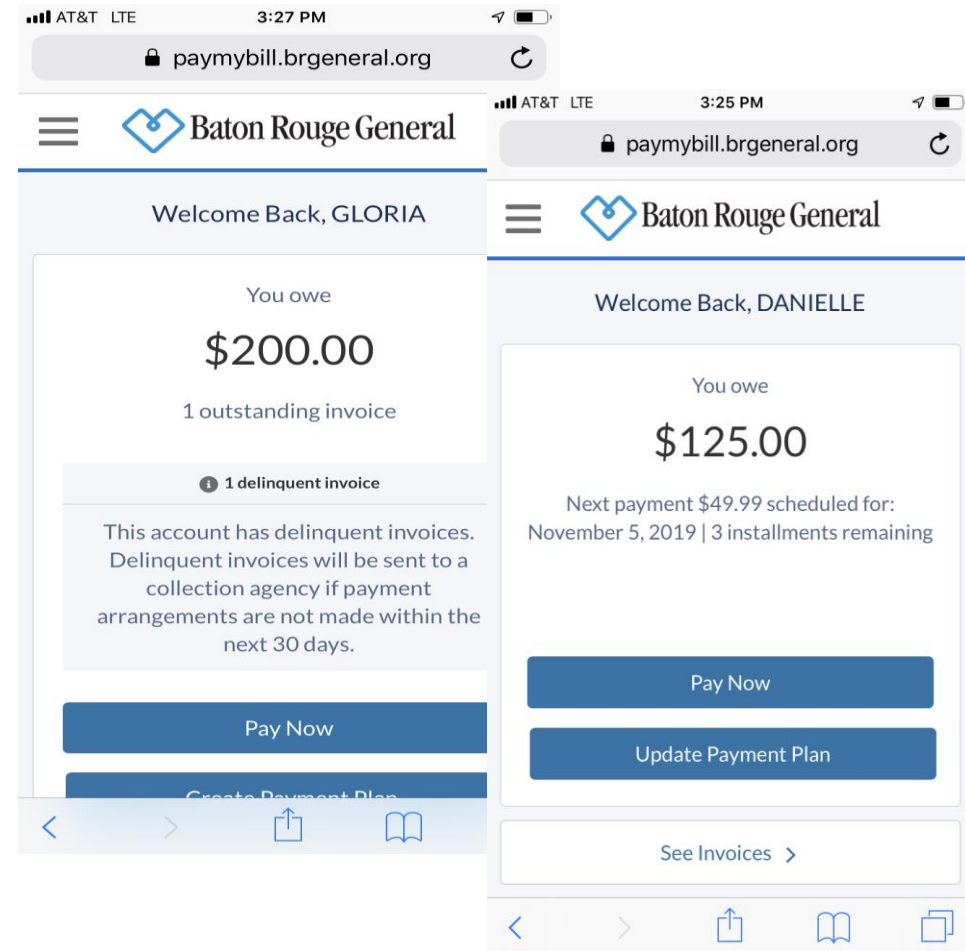 AT&T LTE 3:27 PM
paymybill.brgeneral.org
Baton Rouge General
Welcome Back, GLORIA
You owe
$200.00
1 outstanding invoice
1 delinquent invoice
This account has delinquent invoices.
Delinquent invoices will be sent to a
collection agency if payment
arrangements are not made within the
next 30 days.
Pay Now
Create Payment Plan
AT&T LTE 3:25 PM
paymybill.brgeneral.org
Baton Rouge General
Welcome Back, DANIELLE
You owe
$125.00
Next payment $49.99 scheduled for:
November 5, 2019 | 3 installments remaining
Pay Now
Update Payment Plan
See Invoices